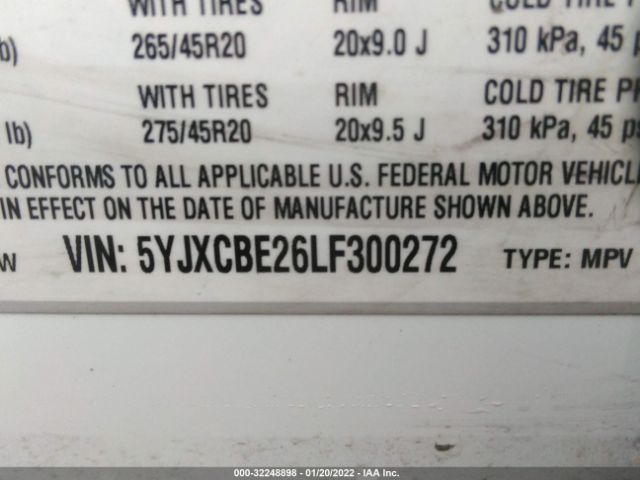 WITH TIRES RIM COLD TIRE P
b) 265/45R20 20x9.0 J 310 kPa, 45 p
WITH TIRES RIM COLD TIRE PR
lb) 275/45R20 20x9.5 J 310 kPa, 45 ps
CONFORMS TO ALL APPLICABLE U.S. FEDERAL MOTOR VEHICLE
IN EFFECT ON THE DATE OF MANUFACTURE SHOWN ABOVE.
W VIN: 5YJXCBE26LF300272 TYPE: MPV
000-32248898 - 01/20/2022 - IAA Inc.